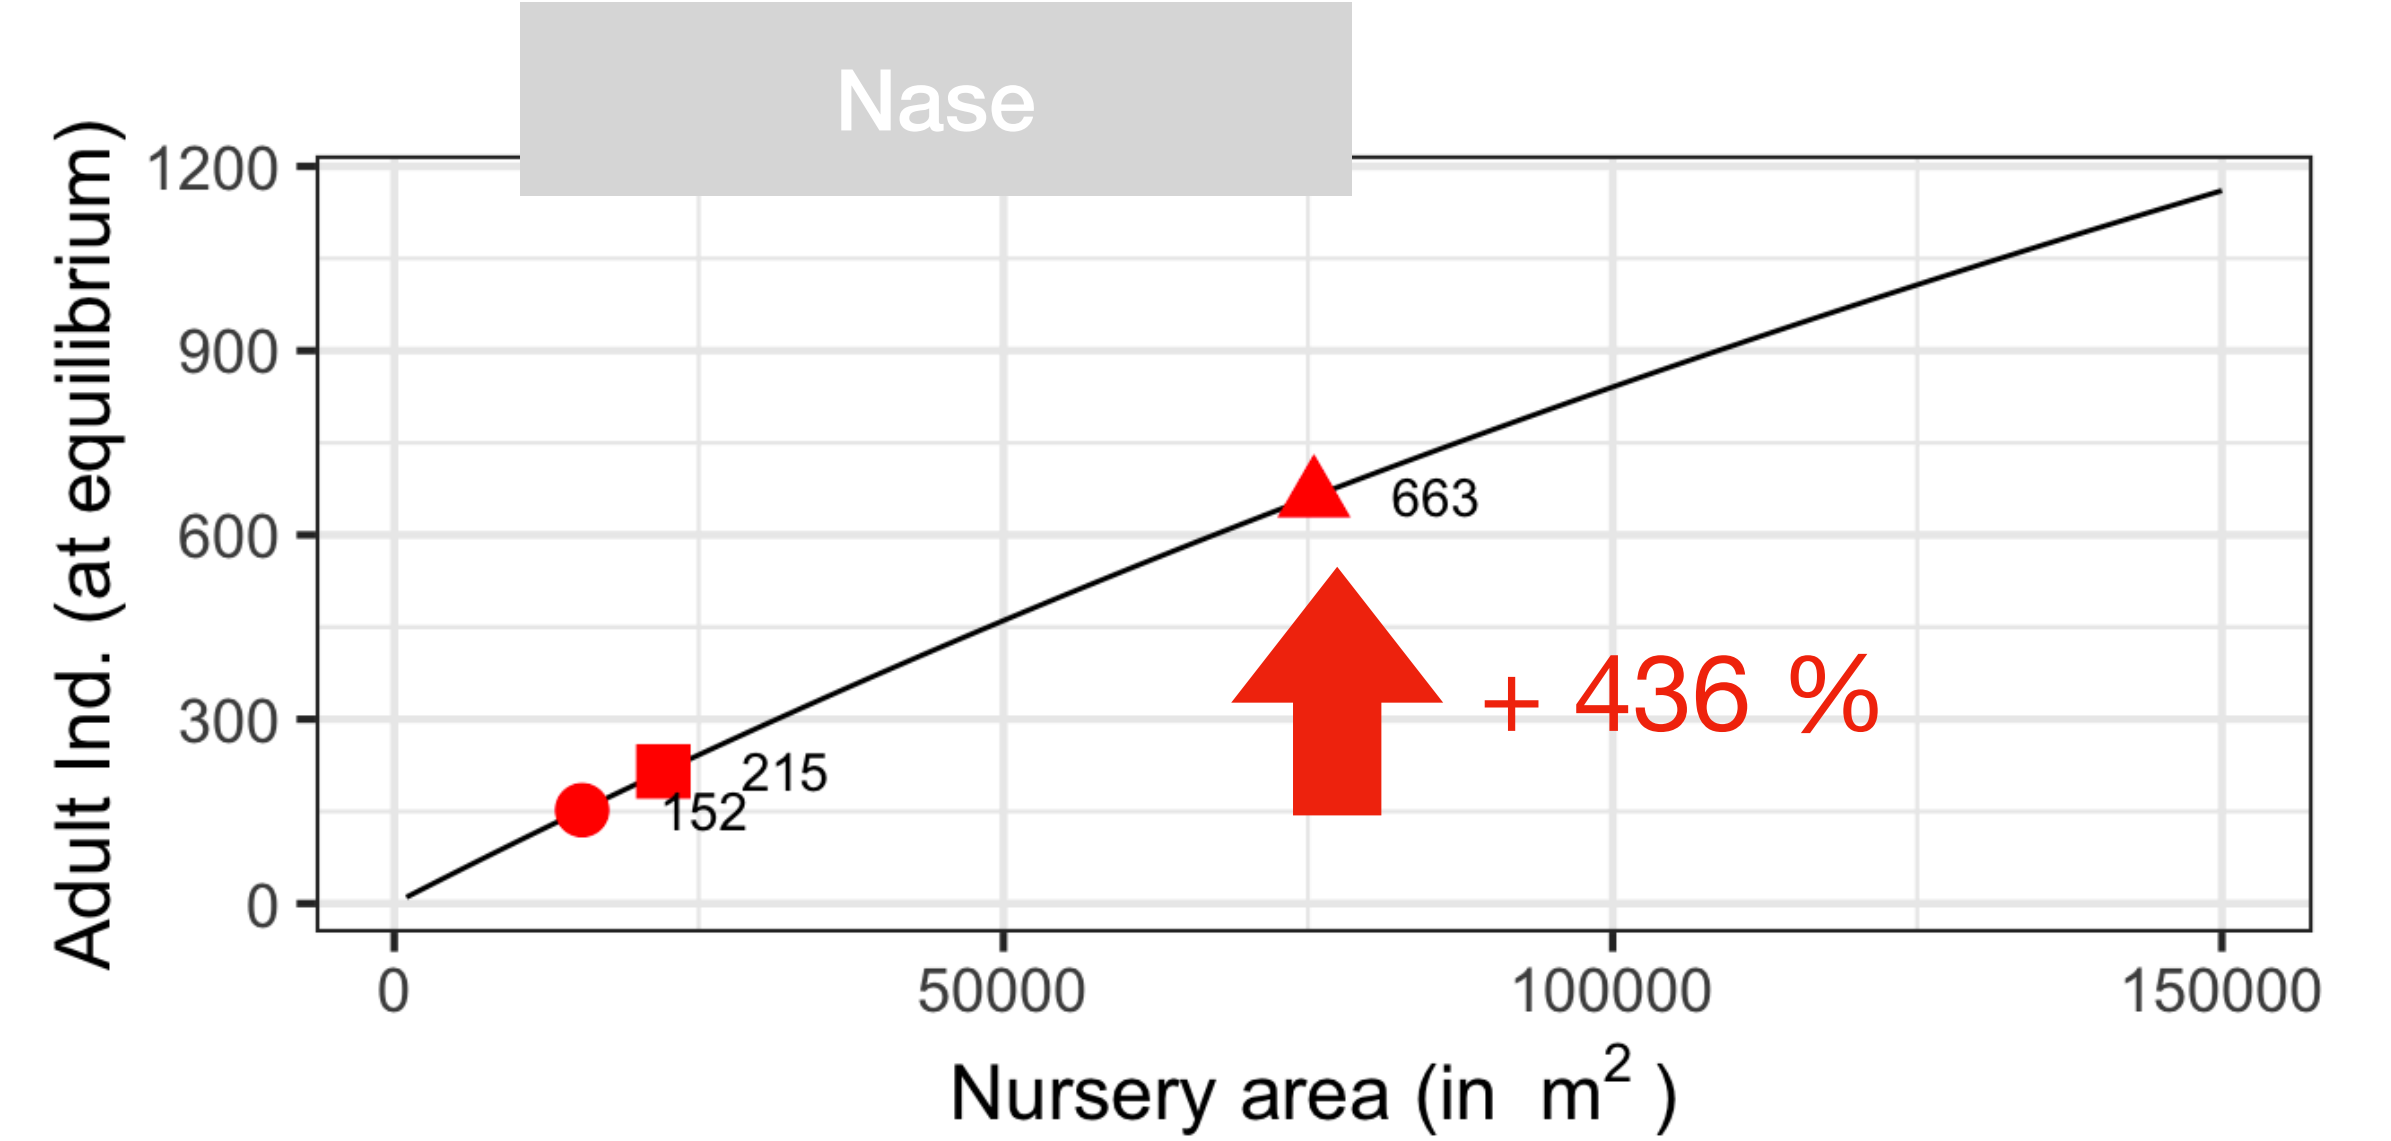 Nase
Adult Ind. (at equilibrium)
1200
900
600
300
0
663
+ 436 %
215
152
0 50000 100000 150000
Nursery area (in m² )